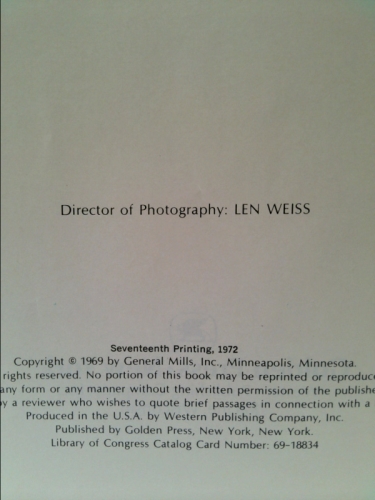 Director of Photography: LEN WEISS
Seventeenth Printing, 1972
Copyright © 1969 by General Mills, Inc., Minneapolis, Minnesota.
rights reserved. No portion of this book may be reprinted or reproduc
any form or any manner without the written permission of the publishe
y a reviewer who wishes to quote brief passages in connection with a
Produced in the U.S.A. by Western Publishing Company, Inc.
Published by Golden Press, New York, New York.
Library of Congress Catalog Card Number: 69-18834